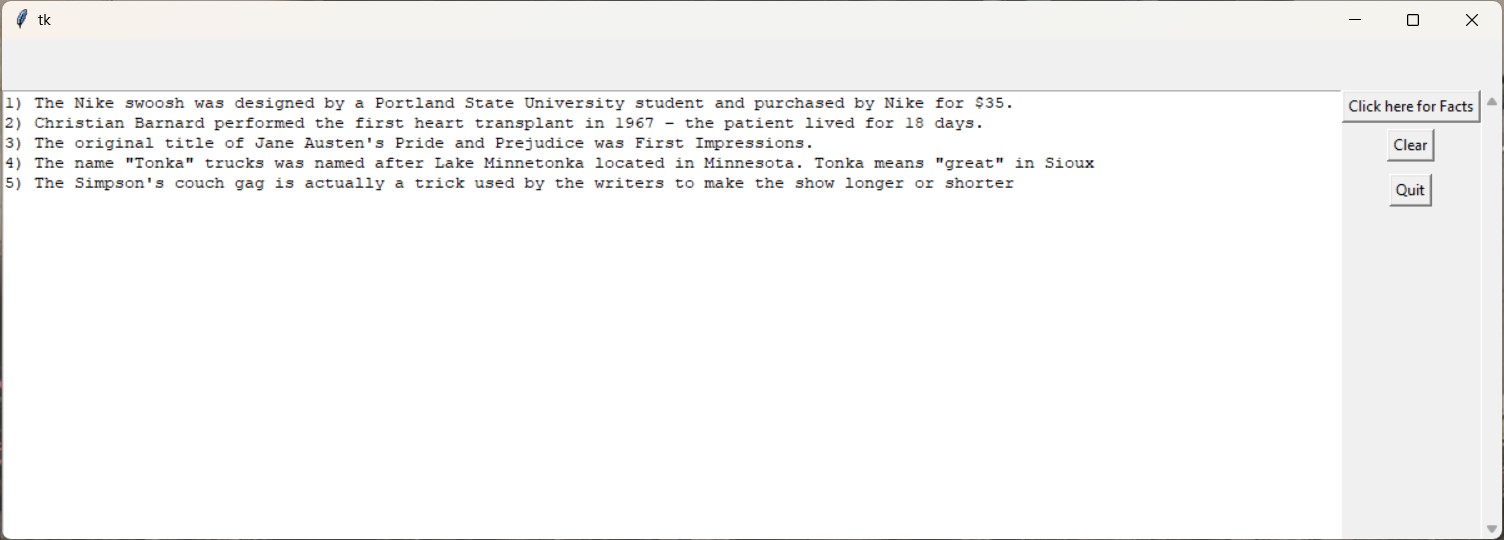 tk
1) The Nike swoosh was designed by a Portland State University student and purchased by Nike for $35.
2) Christian Barnard performed the first heart transplant in 1967 - the patient lived for 18 days.
3) The original title of Jane Austen's Pride and Prejudice was First Impressions.
4) The name "Tonka" trucks was named after Lake Minnetonka located in Minnesota. Tonka means "great" in Sioux
5) The Simpson's couch gag is actually a trick used by the writers to make the show longer or shorter
Click here for Facts
Clear
Quit